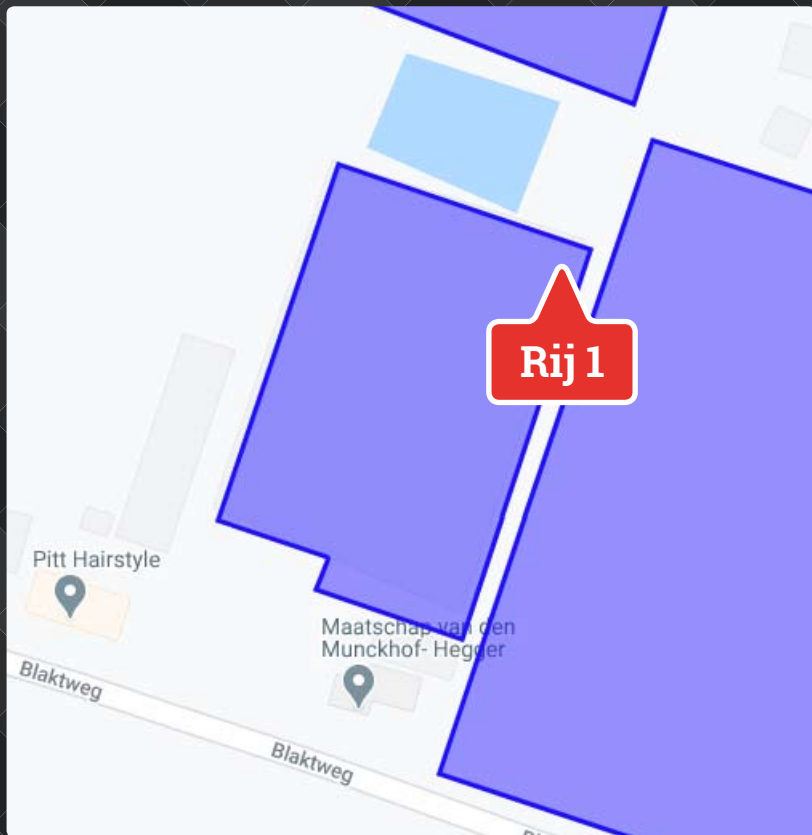 Rij 1
Pitt Hairstyle
Maatschap van den
Munckhof- Hegger
Blaktweg
Blaktweg